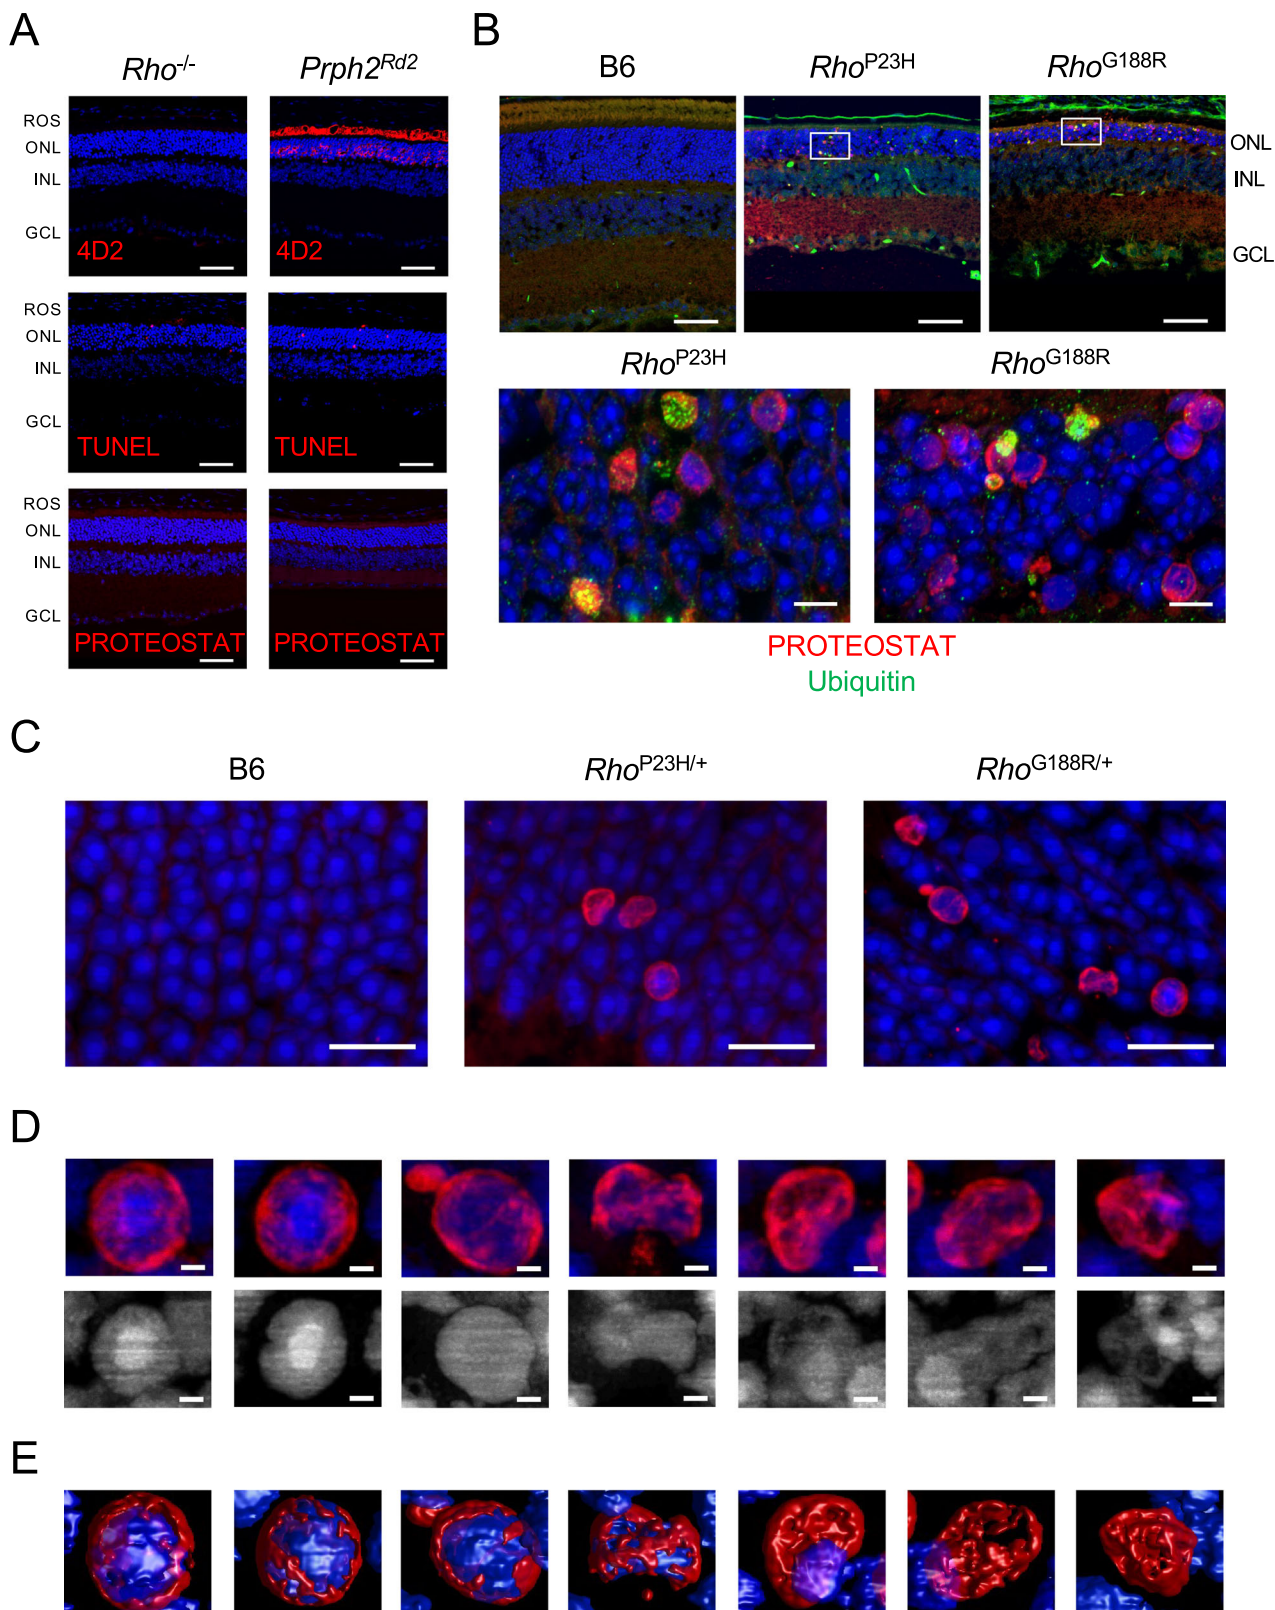 A
Rho-/- Prph2Rd2
ROS
ONL
INL
GCL
4D2 4D2
ROS
ONL
INL
GCL
TUNEL TUNEL
ROS
ONL
INL
GCL
PROTEOSTAT PROTEOSTAT
B
B6 RhoP23H RhoG188R
ONL
INL
GCL
RhoP23H RhoG188R
PROTEOSTAT
Ubiquitin
C
B6 RhoP23H/+ RhoG188R/+
D
E